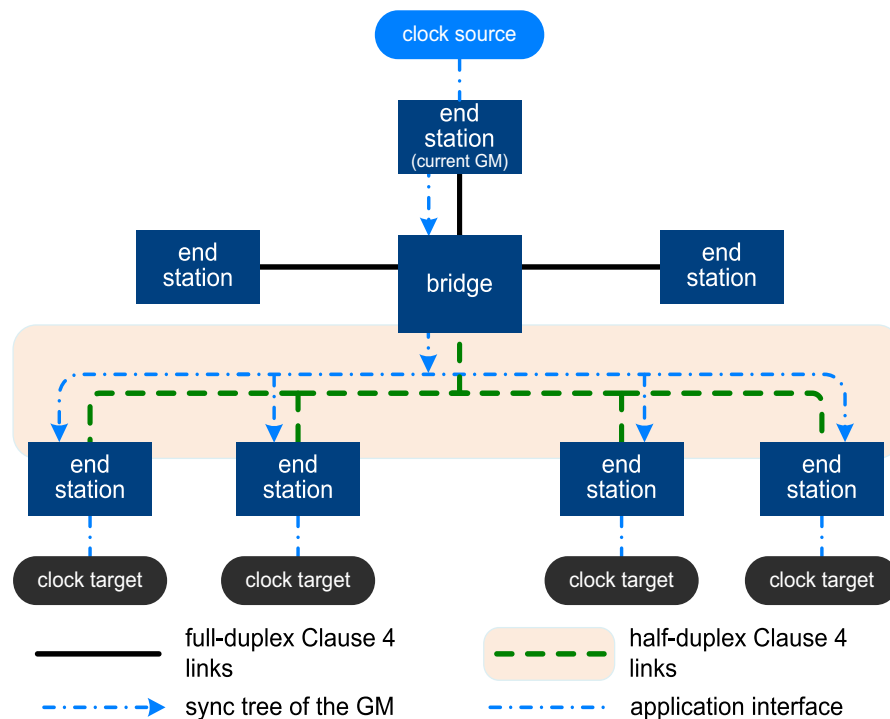 clock source
end
station
(current GM)
end
station
bridge
end
station
end
station
end
station
end
station
end
station
clock target
clock target
clock target
clock target
full-duplex Clause 4
links
half-duplex Clause 4
links
sync tree of the GM
application interface